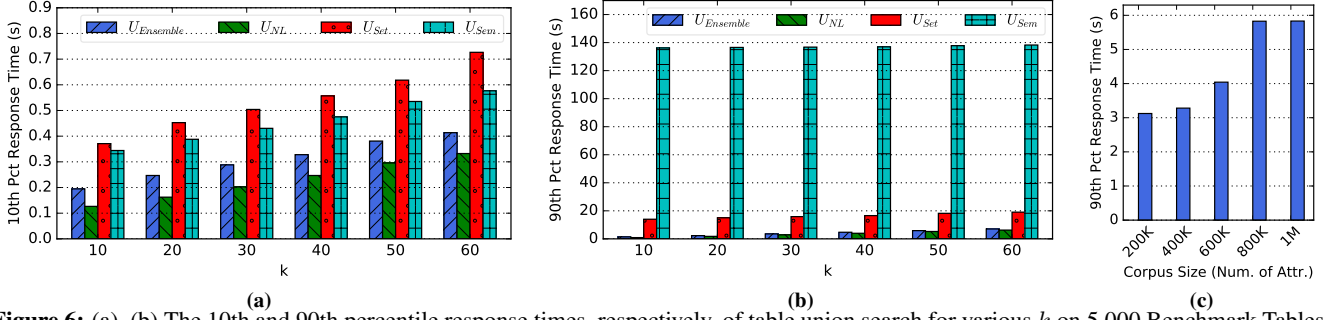 0.9
0.8
0.7
0.6
0.5
0.4
0.3
0.2
0.1
0.0
10th Pct Response Time (s)
U_Ensemble U_NL U_Set U_Sem
10 20 30 40 50 60
k
(a)
160
140
120
100
80
60
40
20
0
90th Pct Response Time (s)
U_Ensemble U_NL U_Set U_Sem
10 20 30 40 50 60
k
(b)
6
5
4
3
2
1
0
90th Pct Response Time (s)
200K 400K 600K 800K 1M
Corpus Size (Num. of Attr.)
(c)
Figure 6: (a), (b) The 10th and 90th percentile response times, respectively, of table union search for various k on 5,000 Benchmark Tables